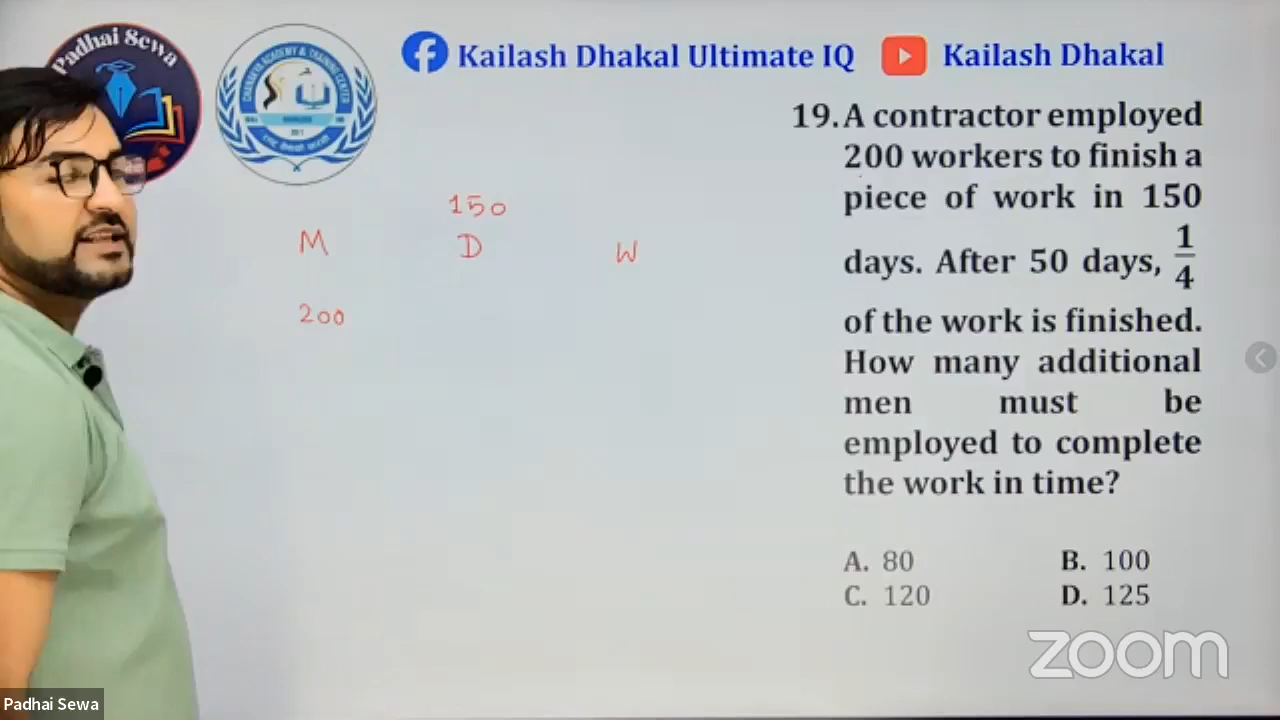 Padhai Sewa
Kailash Dhakal Ultimate IQ
Kailash Dhakal
19. A contractor employed
200 workers to finish a
piece of work in 150
days. After 50 days, 1/4
of the work is finished.
How many additional
men must be
employed to complete
the work in time?
A. 80 B. 100
C. 120 D. 125
150
M D W
200
zoom
Padhai Sewa